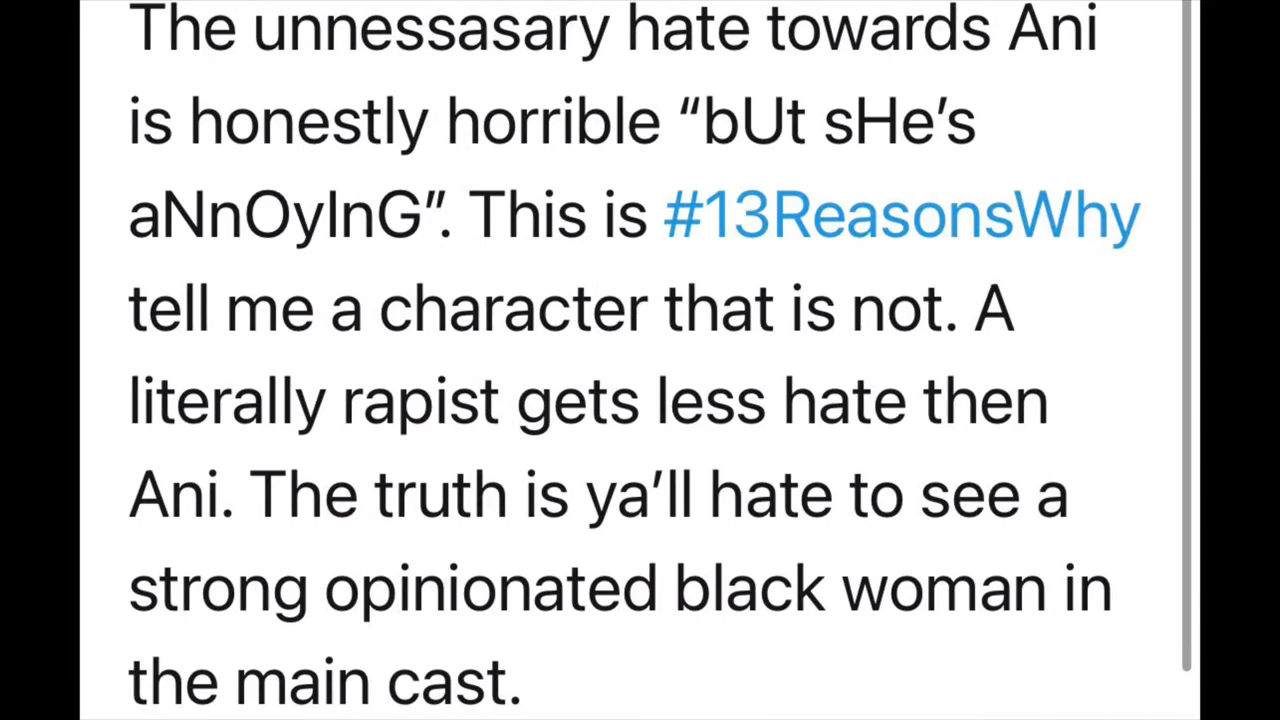 The unnessasary hate towards Ani
is honestly horrible “bUt sHe’s
aNnOyInG”. This is #13ReasonsWhy
tell me a character that is not. A
literally rapist gets less hate then
Ani. The truth is ya’ll hate to see a
strong opinionated black woman in
the main cast.